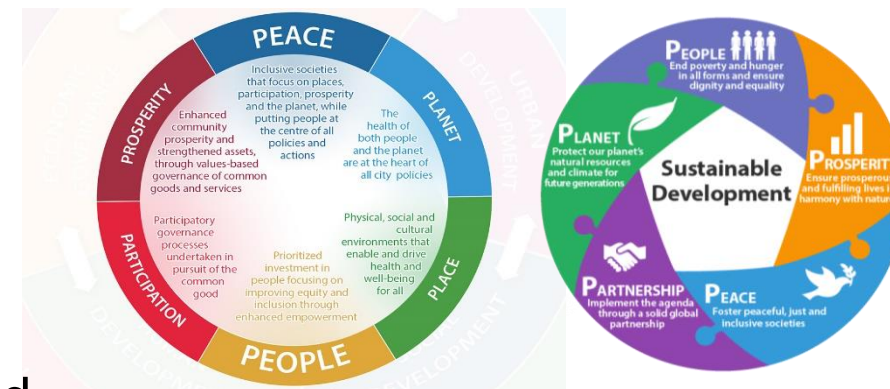 PEACE
Inclusive societies
that focus on places,
participation, prosperity
and the planet, while
putting people at
the centre of all
policies and
actions
PLANET
The
health of
both people
and the planet
are at the heart
of all
city policies
PLACE
Physical, social and
cultural
environments that
enable and drive
health and
well-being
for all
PEOPLE
Prioritized
investment in
people focusing on
improving equity and
inclusion through
enhanced empowerment
PARTICIPATION
Participatory
governance
processes
undertaken in
pursuit of the
common
good
PROSPERITY
Enhanced
community
prosperity and
strengthened assets,
through values-based
governance of common
goods and services
URBAN
DEVELOPMENT
DEVELOPMENT
DEVELOPMENT
Sustainable
Development
PEOPLE
End poverty and hunger
in all forms and ensure
dignity and equality
PROSPERITY
Ensure prosperous
and fulfilling lives i
harmony with natur
PEACE
Foster peaceful, just and
inclusive societies
PARTNERSHIP
Implement the agenda
through a solid global
partnership
PLANET
Protect our planet's
natural resources
and climate for
future generations